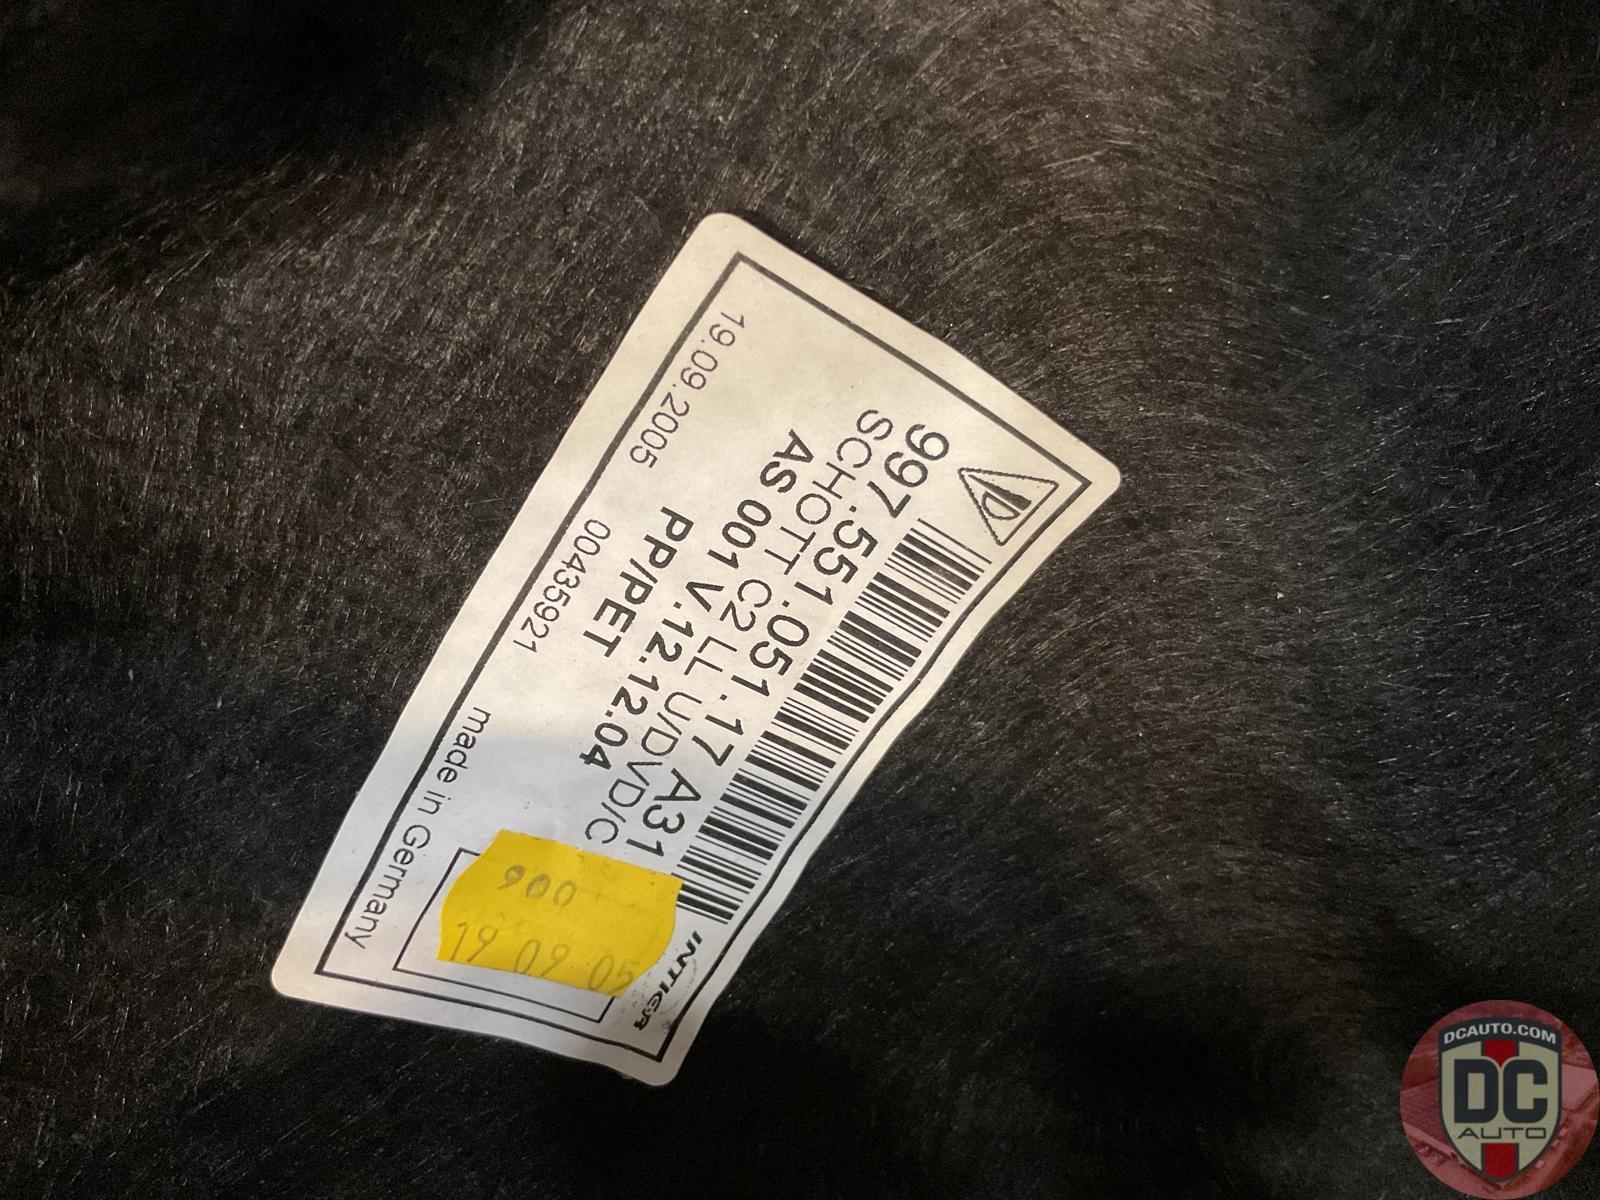 997.551.051.17 A31
SCHOTT C2 LL U/DVD/C
AS 001 V.12.12.04
PP/PET
19.09.2005
00435921
made in Germany
INTIER
900
19 09 05
DCAUTO.COM
DC
AUTO